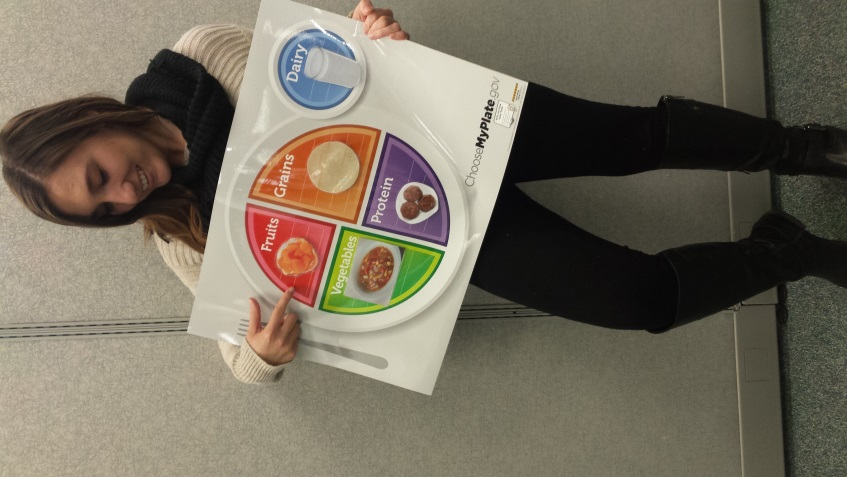 Dairy
Fruits
Grains
Vegetables
Protein
ChooseMyPlate.gov